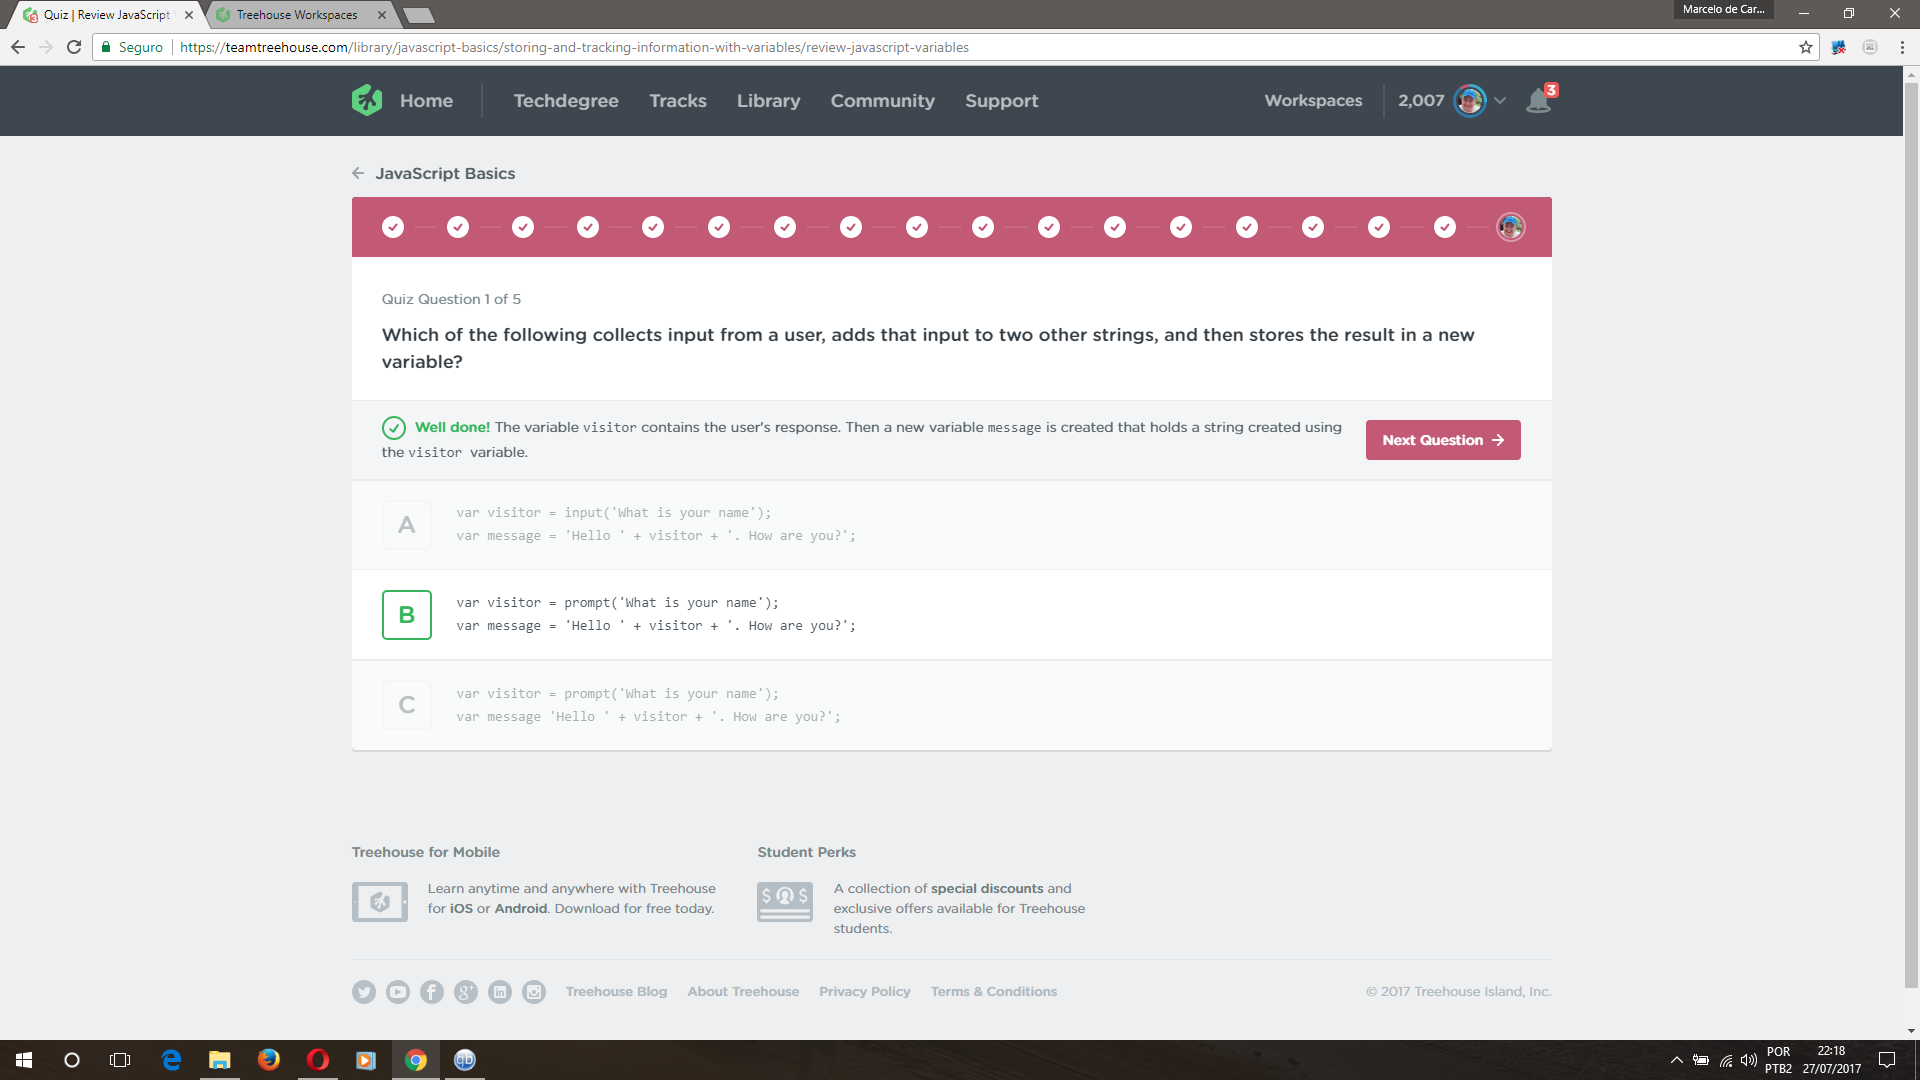 Quiz | Review JavaScript
Treehouse Workspaces
Marcelo de Car...
Seguro
https://teamtreehouse.com/library/javascript-basics/storing-and-tracking-information-with-variables/review-javascript-variables
Home
Techdegree
Tracks
Library
Community
Support
Workspaces
2,007
3
JavaScript Basics
Quiz Question 1 of 5
Which of the following collects input from a user, adds that input to two other strings, and then stores the result in a new
variable?
Well done! The variable visitor contains the user's response. Then a new variable message is created that holds a string created using
the visitor variable.
Next Question
A
var visitor = input('What is your name');
var message = 'Hello ' + visitor + '. How are you?';
B
var visitor = prompt('What is your name');
var message = 'Hello ' + visitor + '. How are you?';
C
var visitor = prompt('What is your name');
var message 'Hello ' + visitor + '. How are you?';
Treehouse for Mobile
Learn anytime and anywhere with Treehouse
for iOS or Android. Download for free today.
Student Perks
A collection of special discounts and
exclusive offers available for Treehouse
students.
Treehouse Blog
About Treehouse
Privacy Policy
Terms & Conditions
© 2017 Treehouse Island, Inc.
qb
POR
PTB2
22:18
27/07/2017